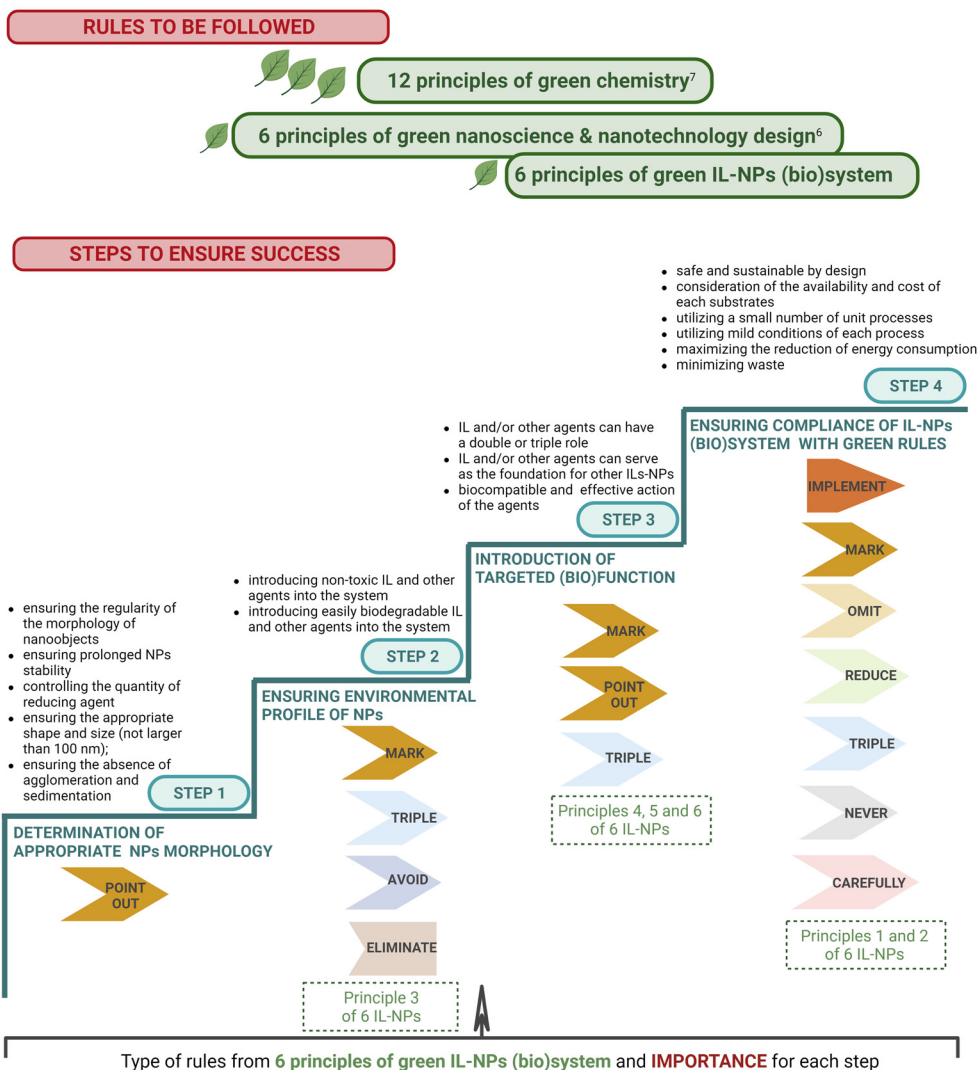 RULES TO BE FOLLOWED
12 principles of green chemistry7
6 principles of green nanoscience & nanotechnology design6
6 principles of green IL-NPs (bio)system
STEPS TO ENSURE SUCCESS
• safe and sustainable by design
• consideration of the availability and cost of
each substrates
• utilizing a small number of unit processes
• utilizing mild conditions of each process
• maximizing the reduction of energy consumption
• minimizing waste
STEP 4
ENSURING COMPLIANCE OF IL-NPs
(BIO)SYSTEM WITH GREEN RULES
IMPLEMENT
MARK
OMIT
REDUCE
TRIPLE
NEVER
CAREFULLY
Principles 1 and 2
of 6 IL-NPs
• IL and/or other agents can have
a double or triple role
• IL and/or other agents can serve
as the foundation for other ILs-NPs
• biocompatible and effective action
of the agents
STEP 3
INTRODUCTION OF
TARGETED (BIO)FUNCTION
MARK
POINT
OUT
TRIPLE
Principles 4, 5 and 6
of 6 IL-NPs
• introducing non-toxic IL and other
agents into the system
• introducing easily biodegradable IL
and other agents into the system
STEP 2
ENSURING ENVIRONMENTAL
PROFILE OF NPs
MARK
TRIPLE
AVOID
ELIMINATE
Principle 3
of 6 IL-NPs
• ensuring the regularity of
the morphology of
nanoobjects
• ensuring prolonged NPs
stability
• controlling the quantity of
reducing agent
• ensuring the appropriate
shape and size (not larger
than 100 nm);
• ensuring the absence of
agglomeration and
sedimentation
STEP 1
DETERMINATION OF
APPROPRIATE NPs MORPHOLOGY
POINT
OUT
Type of rules from 6 principles of green IL-NPs (bio)system and IMPORTANCE for each step